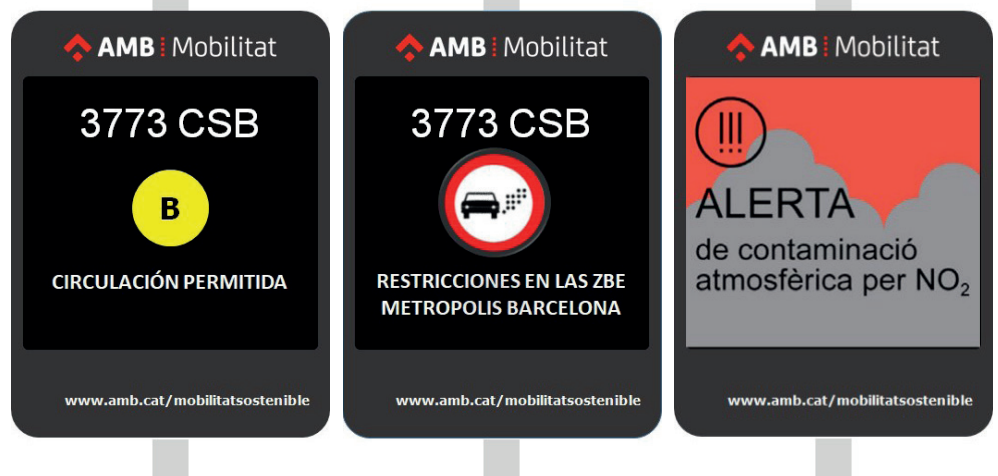 AMB Mobilitat
3773 CSB
B
CIRCULACIÓN PERMITIDA
www.amb.cat/mobilitatsostenible
AMB Mobilitat
3773 CSB
RESTRICCIONES EN LAS ZBE
METROPOLIS BARCELONA
www.amb.cat/mobilitatsostenible
AMB Mobilitat
!!!
ALERTA
de contaminació
atmosfèrica per NO₂
www.amb.cat/mobilitatsostenible